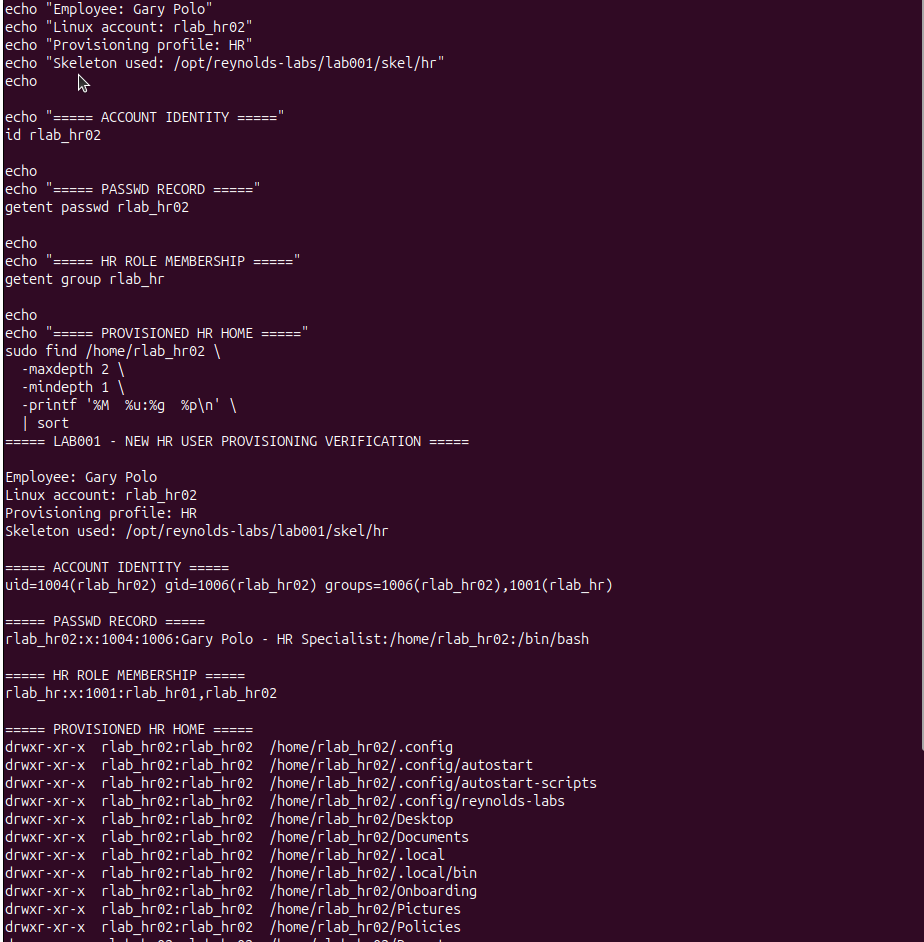 echo "Employee: Gary Polo"
echo "Linux account: rlab_hr02"
echo "Provisioning profile: HR"
echo "Skeleton used: /opt/reynolds-labs/lab001/skel/hr"
echo

echo "===== ACCOUNT IDENTITY ====="
id rlab_hr02

echo
echo "===== PASSWD RECORD ====="
getent passwd rlab_hr02

echo
echo "===== HR ROLE MEMBERSHIP ====="
getent group rlab_hr

echo
echo "===== PROVISIONED HR HOME ====="
sudo find /home/rlab_hr02 \
  -maxdepth 2 \
  -mindepth 1 \
  -printf '%M  %u:%g  %p\n' \
  | sort
===== LAB001 - NEW HR USER PROVISIONING VERIFICATION =====

Employee: Gary Polo
Linux account: rlab_hr02
Provisioning profile: HR
Skeleton used: /opt/reynolds-labs/lab001/skel/hr

===== ACCOUNT IDENTITY =====
uid=1004(rlab_hr02) gid=1006(rlab_hr02) groups=1006(rlab_hr02),1001(rlab_hr)

===== PASSWD RECORD =====
rlab_hr02:x:1004:1006:Gary Polo - HR Specialist:/home/rlab_hr02:/bin/bash

===== HR ROLE MEMBERSHIP =====
rlab_hr:x:1001:rlab_hr01,rlab_hr02

===== PROVISIONED HR HOME =====
drwxr-xr-x  rlab_hr02:rlab_hr02  /home/rlab_hr02/.config
drwxr-xr-x  rlab_hr02:rlab_hr02  /home/rlab_hr02/.config/autostart
drwxr-xr-x  rlab_hr02:rlab_hr02  /home/rlab_hr02/.config/autostart-scripts
drwxr-xr-x  rlab_hr02:rlab_hr02  /home/rlab_hr02/.config/reynolds-labs
drwxr-xr-x  rlab_hr02:rlab_hr02  /home/rlab_hr02/Desktop
drwxr-xr-x  rlab_hr02:rlab_hr02  /home/rlab_hr02/Documents
drwxr-xr-x  rlab_hr02:rlab_hr02  /home/rlab_hr02/.local
drwxr-xr-x  rlab_hr02:rlab_hr02  /home/rlab_hr02/.local/bin
drwxr-xr-x  rlab_hr02:rlab_hr02  /home/rlab_hr02/Onboarding
drwxr-xr-x  rlab_hr02:rlab_hr02  /home/rlab_hr02/Pictures
drwxr-xr-x  rlab_hr02:rlab_hr02  /home/rlab_hr02/Policies